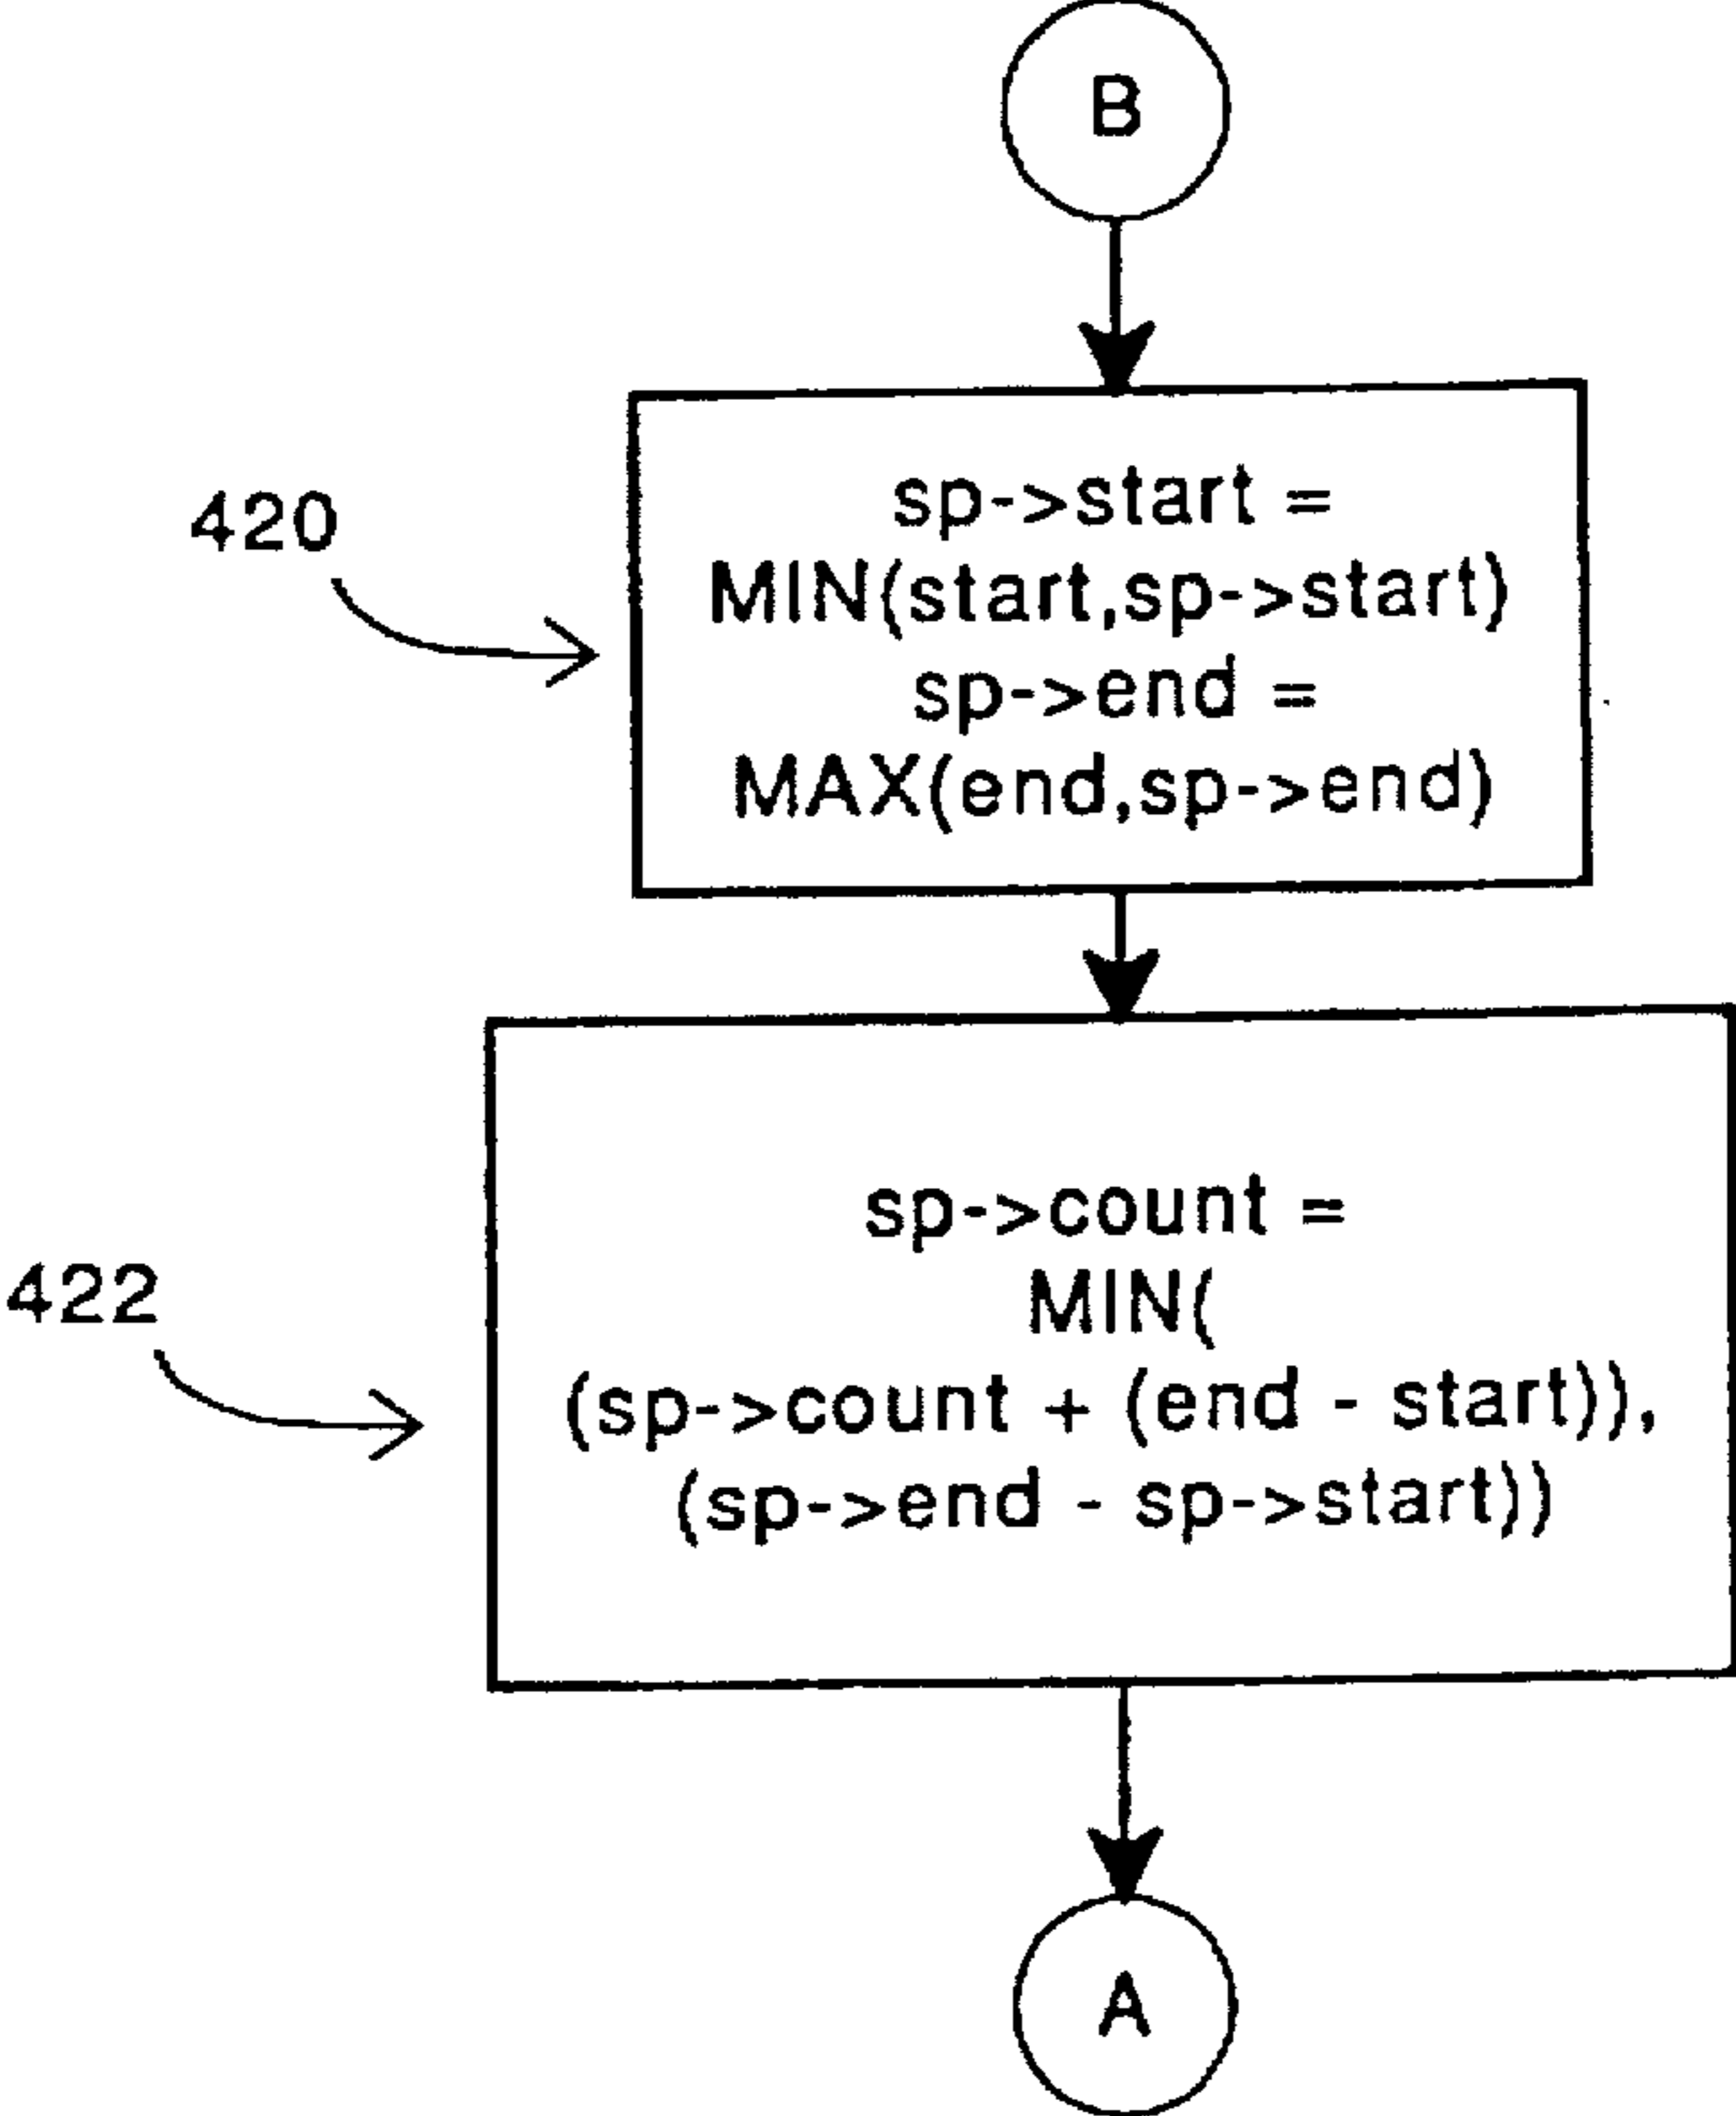 B
420
sp->start =
MIN(start,sp->start)
sp->end =
MAX(end,sp->end)
422
sp->count =
MIN(
(sp->count + (end - start)),
(sp->end - sp->start))
A